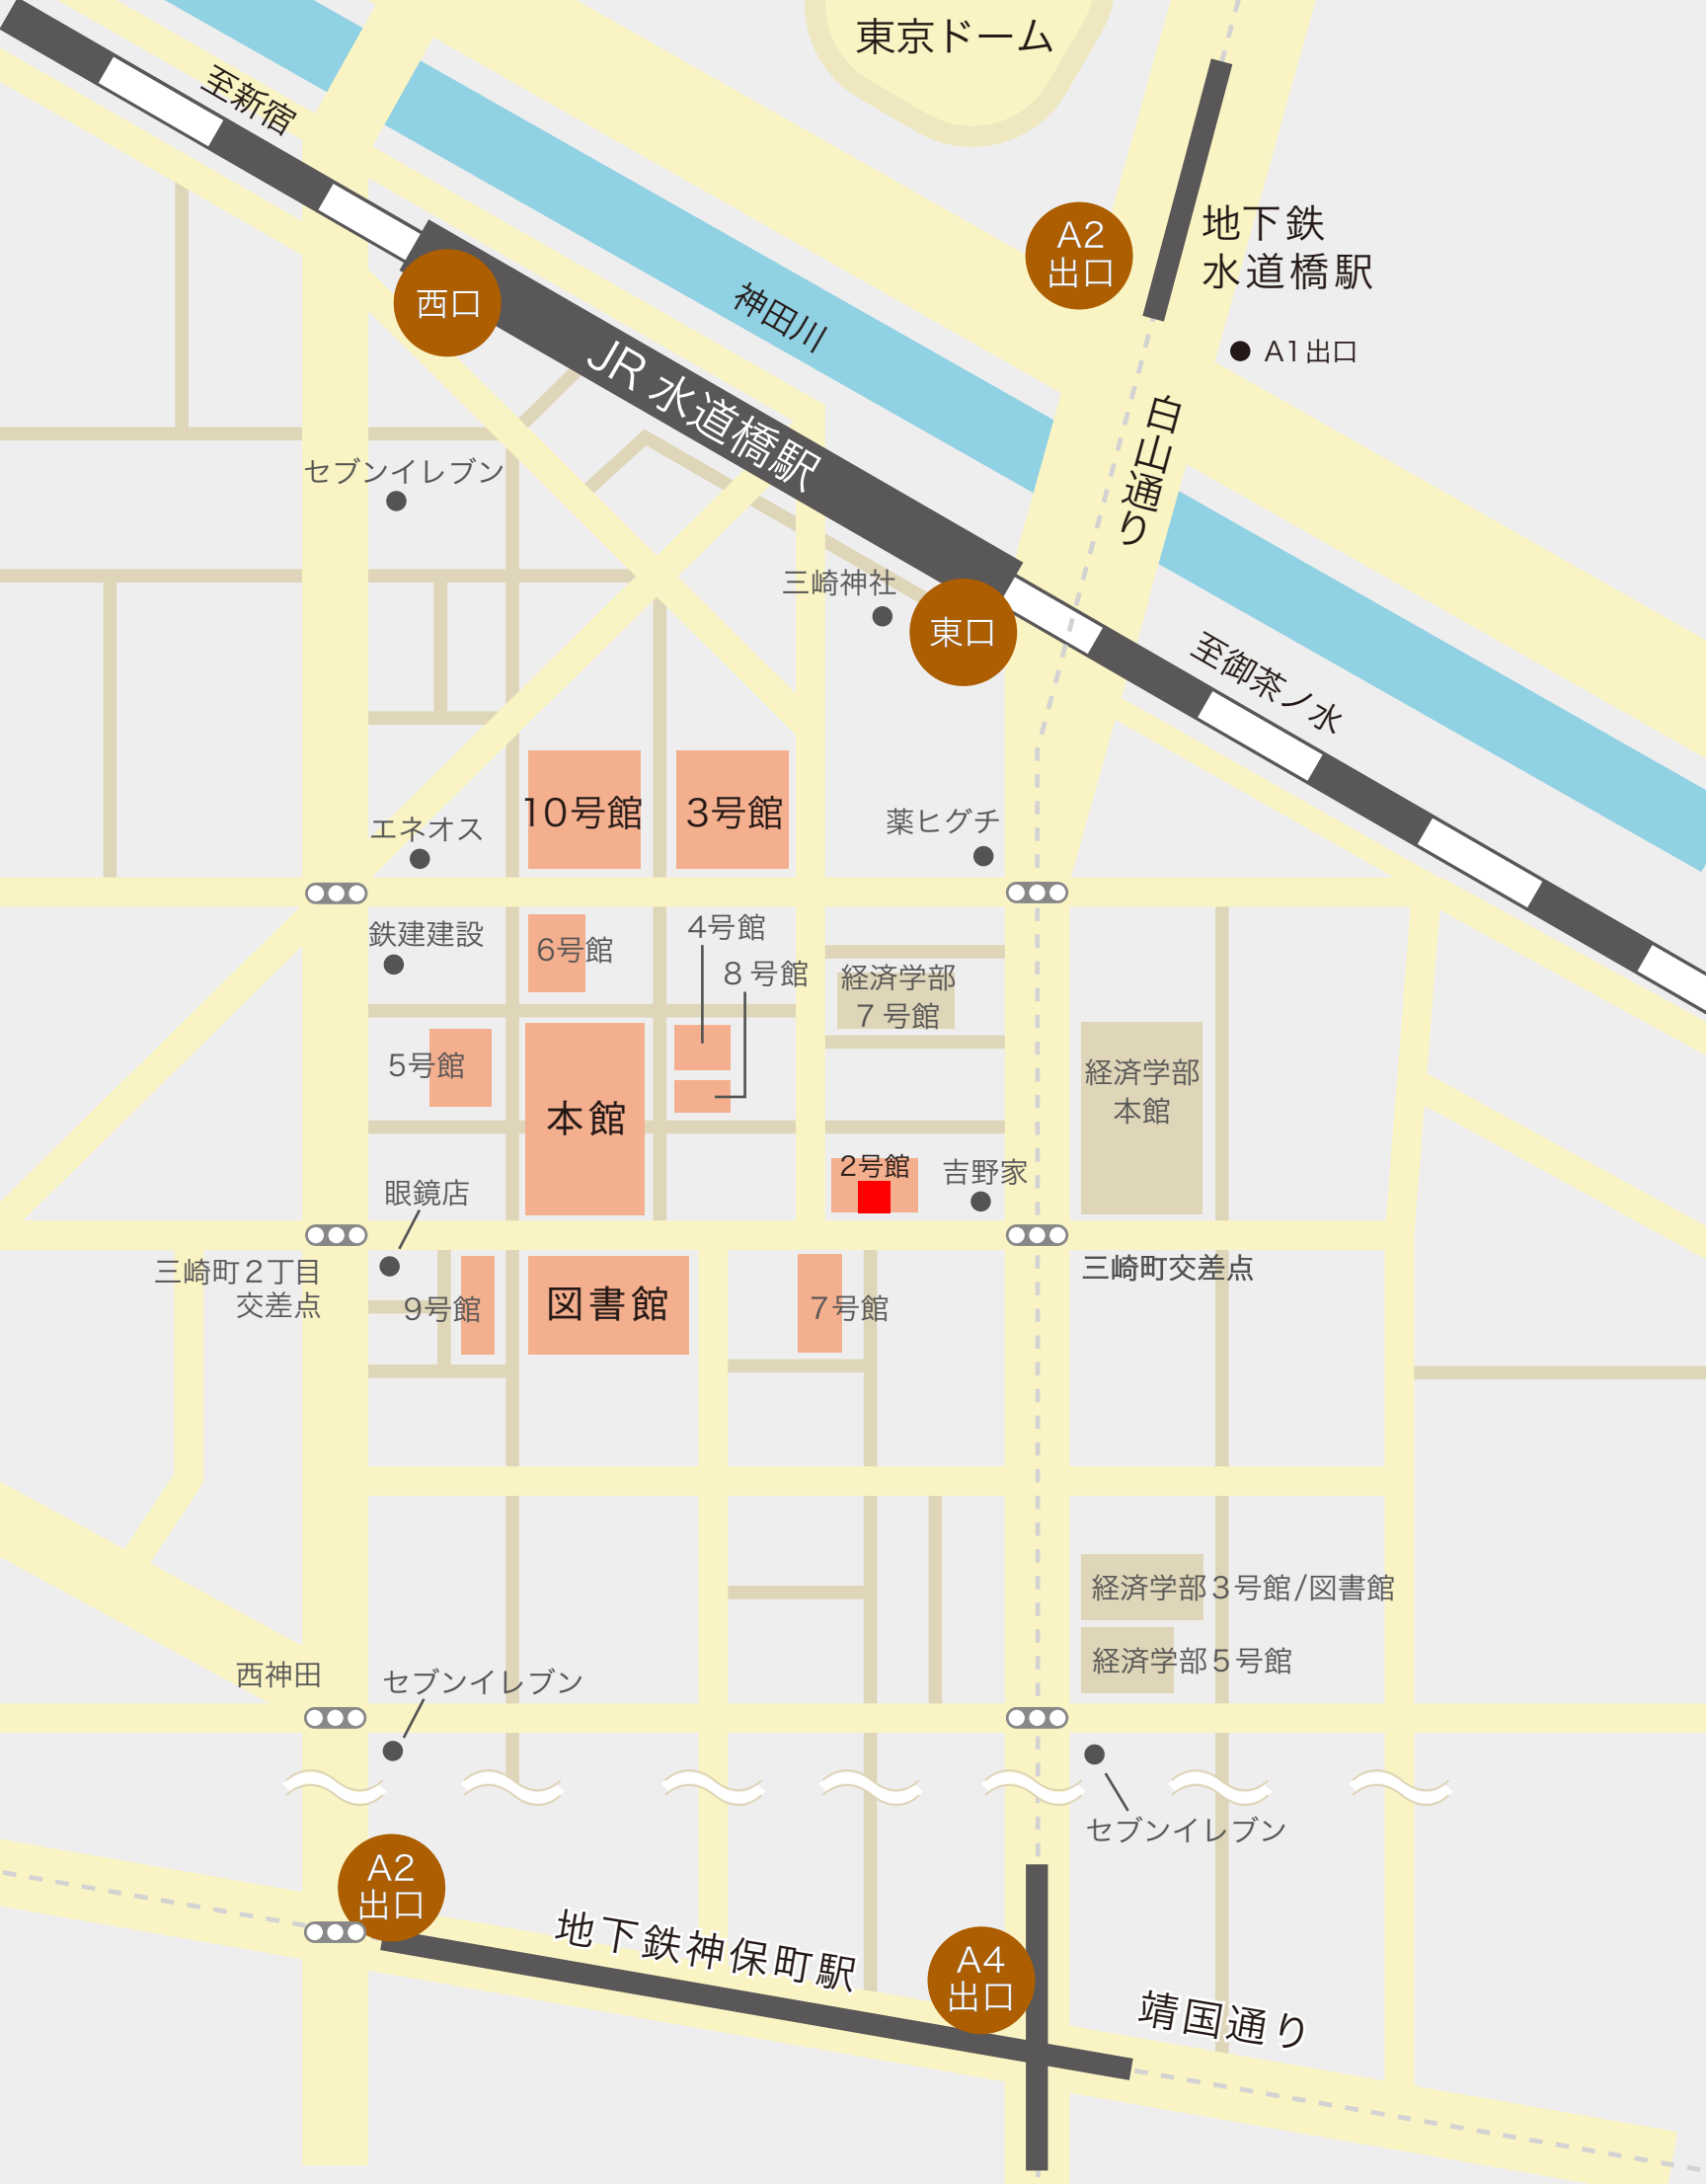 東京ドーム
至新宿
A2
出口
地下鉄
水道橋駅
西口
神田川
A1出口
JR 水道橋駅
白山通り
セブンイレブン
三崎神社
東口
至御茶ノ水
10号館
3号館
エネオス
薬ヒグチ
鉄建建設
6号館
4号館
8 号館
経済学部
7 号館
5号館
本館
経済学部
本館
2号館
吉野家
眼鏡店
三崎町2丁目
交差点
9号館
図書館
7号館
三崎町交差点
経済学部3号館/図書館
経済学部5号館
西神田
セブンイレブン
セブンイレブン
A2
出口
地下鉄神保町駅
A4
出口
靖国通り